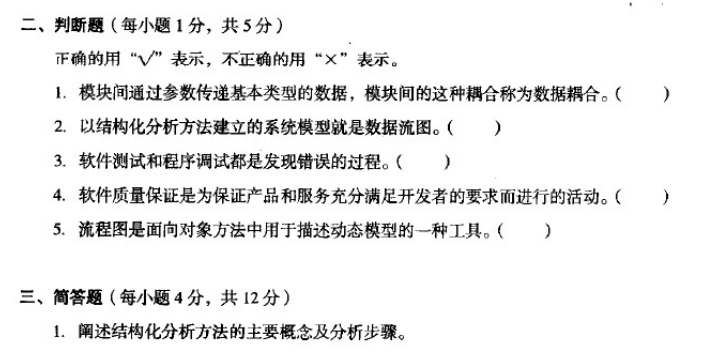 二、判断题（每小题1分，共5分）
正确的用“√”表示，不正确的用“×”表示。
1. 模块间通过参数传递基本类型的数据，模块间的这种耦合称为数据耦合。（　　）
2. 以结构化分析方法建立的系统模型就是数据流图。（　　）
3. 软件测试和程序调试都是发现错误的过程。（　　）
4. 软件质量保证是为保证产品和服务充分满足开发者的要求而进行的活动。（　　）
5. 流程图是面向对象方法中用于描述动态模型的一种工具。（　　）
三、简答题（每小题4分，共12分）
1. 阐述结构化分析方法的主要概念及分析步骤。